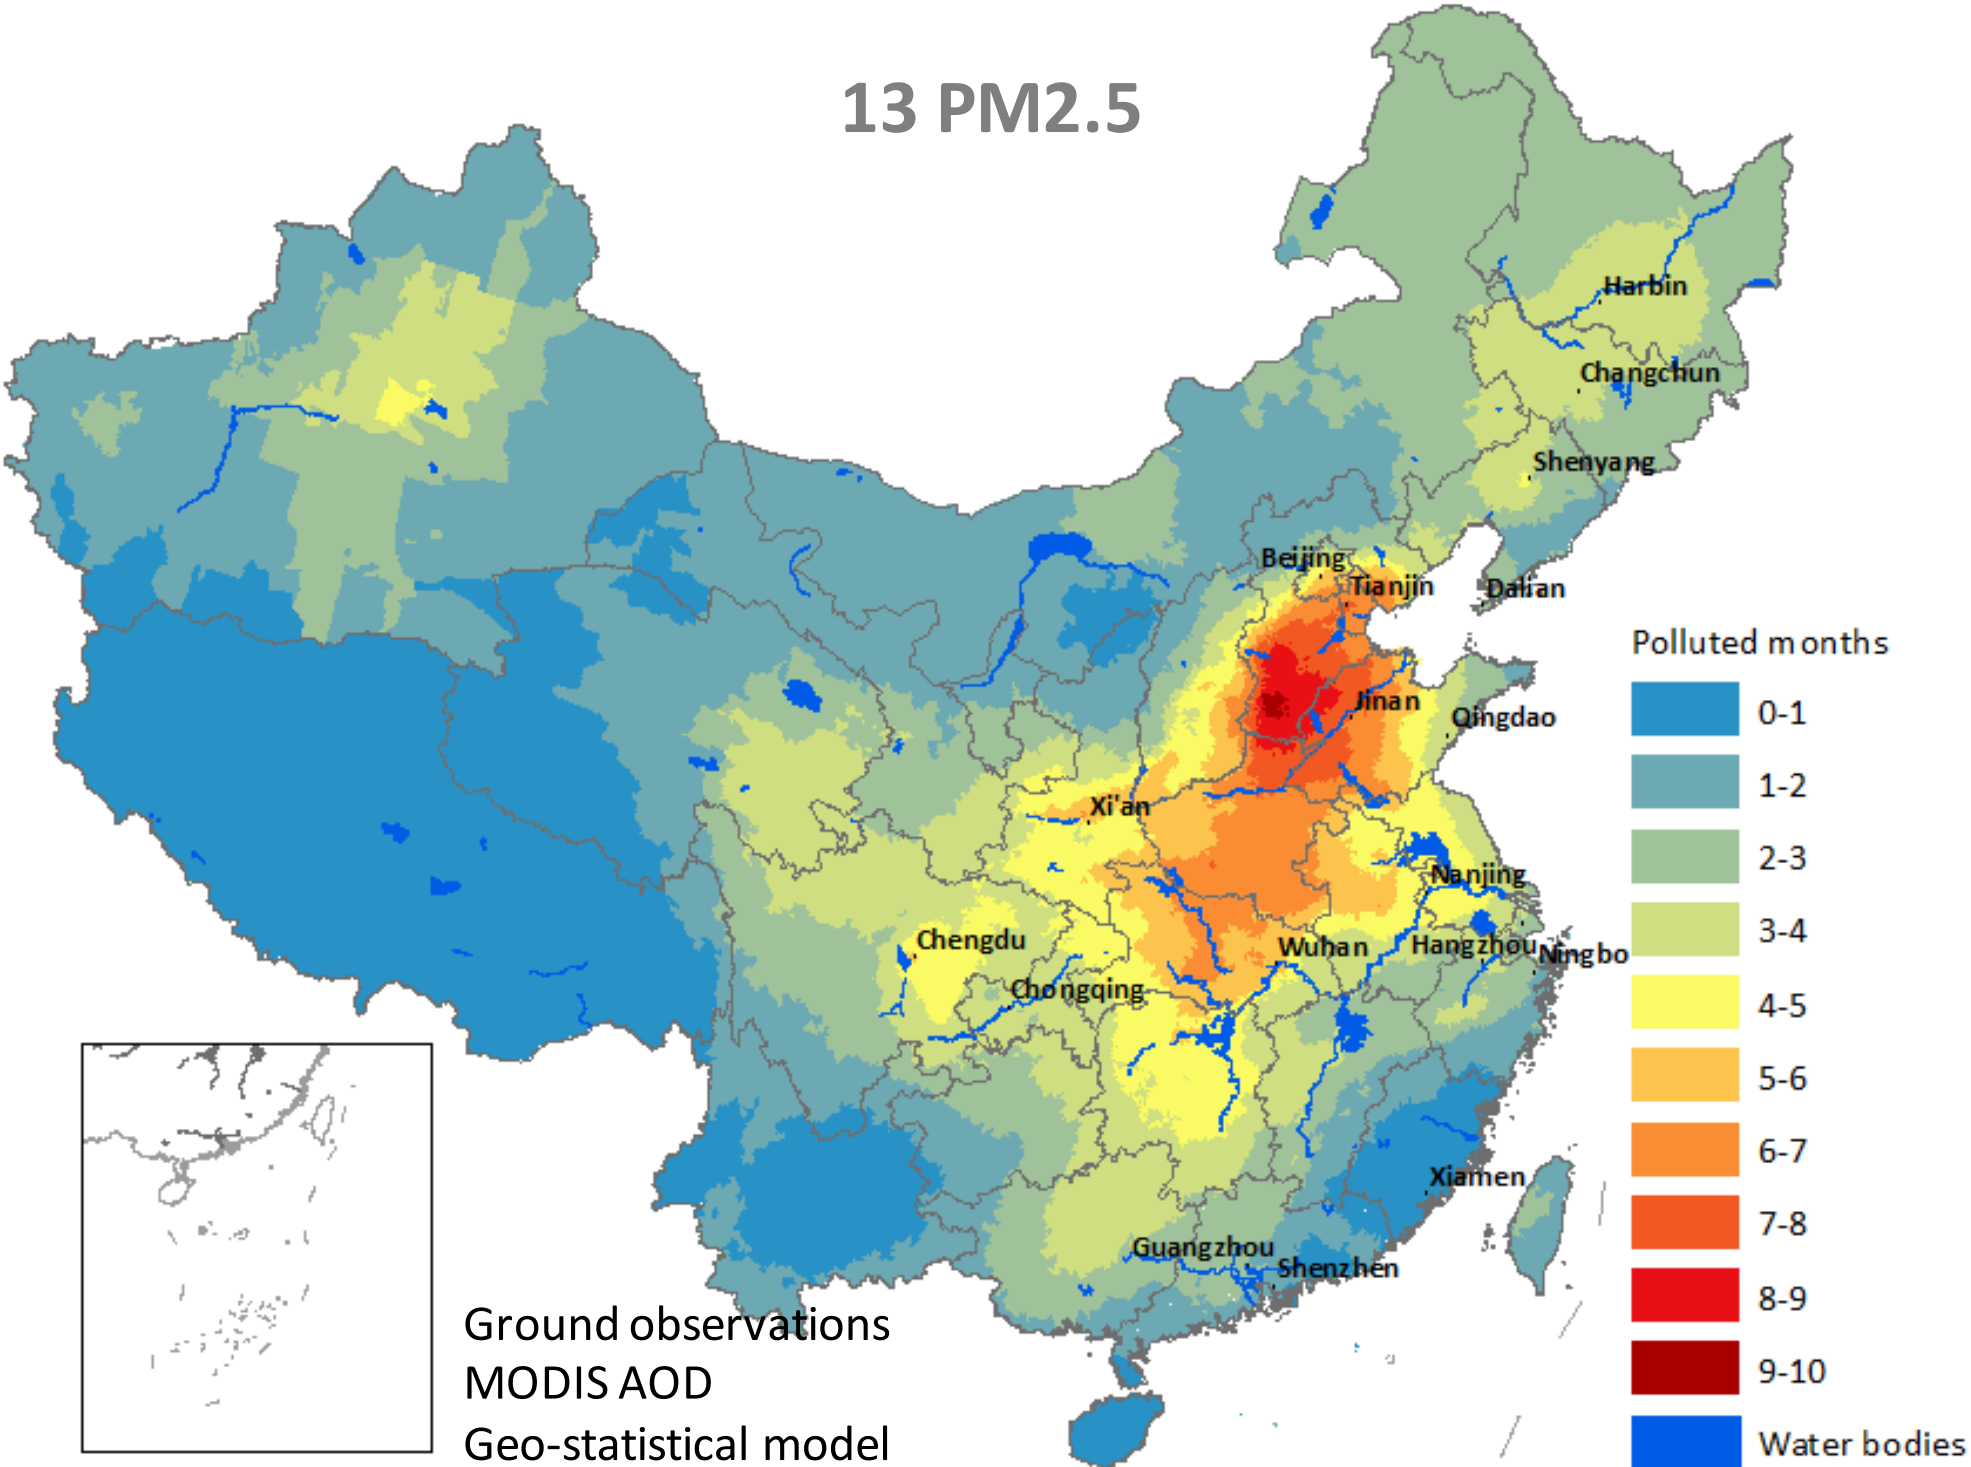 13 PM2.5
Harbin
Changchun
Shenyang
Beijing
Tianjin
Dalian
Jinan
Qingdao
Xi'an
Nanjing
Chengdu
Wuhan
Hangzhou
Ningbo
Chongqing
Xiamen
Guangzhou
Shenzhen
Polluted months
0-1
1-2
2-3
3-4
4-5
5-6
6-7
7-8
8-9
9-10
Water bodies
Ground observations
MODIS AOD
Geo-statistical model